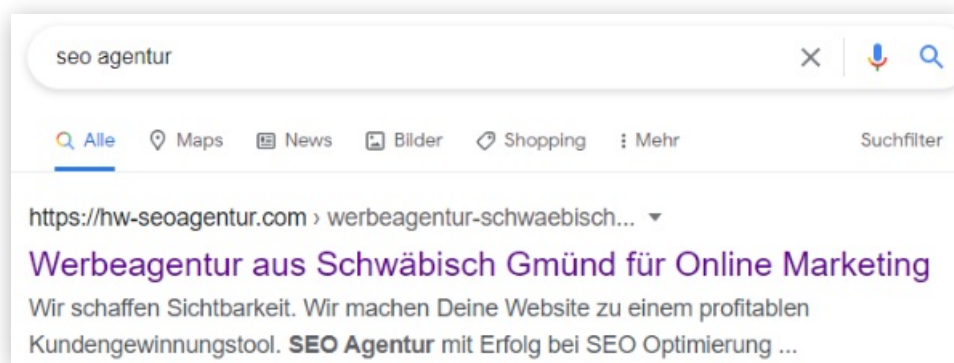 seo agentur
Alle Maps News Bilder Shopping Mehr Suchfilter
https://hw-seoagentur.com › werbeagentur-schwaebisch...
Werbeagentur aus Schwäbisch Gmünd für Online Marketing
Wir schaffen Sichtbarkeit. Wir machen Deine Website zu einem profitablen
Kundengewinnungstool. SEO Agentur mit Erfolg bei SEO Optimierung ...